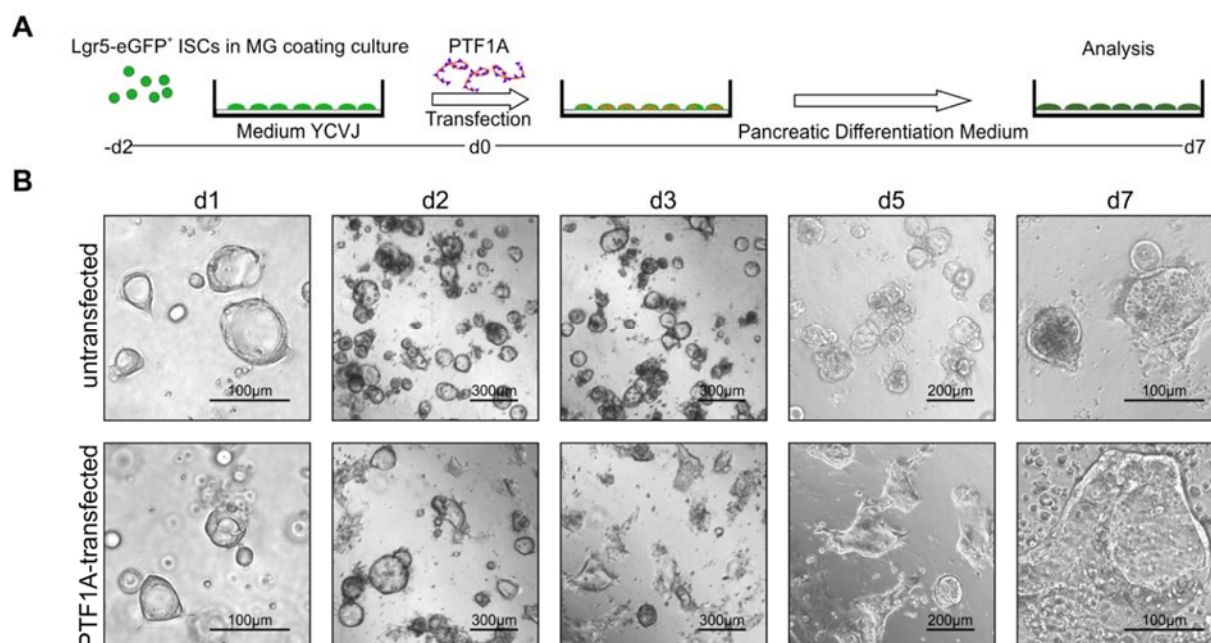 A
Lgr5-eGFP+ ISCs in MG coating culture
PTF1A
Analysis
Transfection
Medium YCVJ
Pancreatic Differentiation Medium
-d2
d0
d7
B
d1
d2
d3
d5
d7
untransfected
100μm
300μm
300μm
200μm
100μm
PTF1A-transfected
100μm
300μm
300μm
200μm
100μm